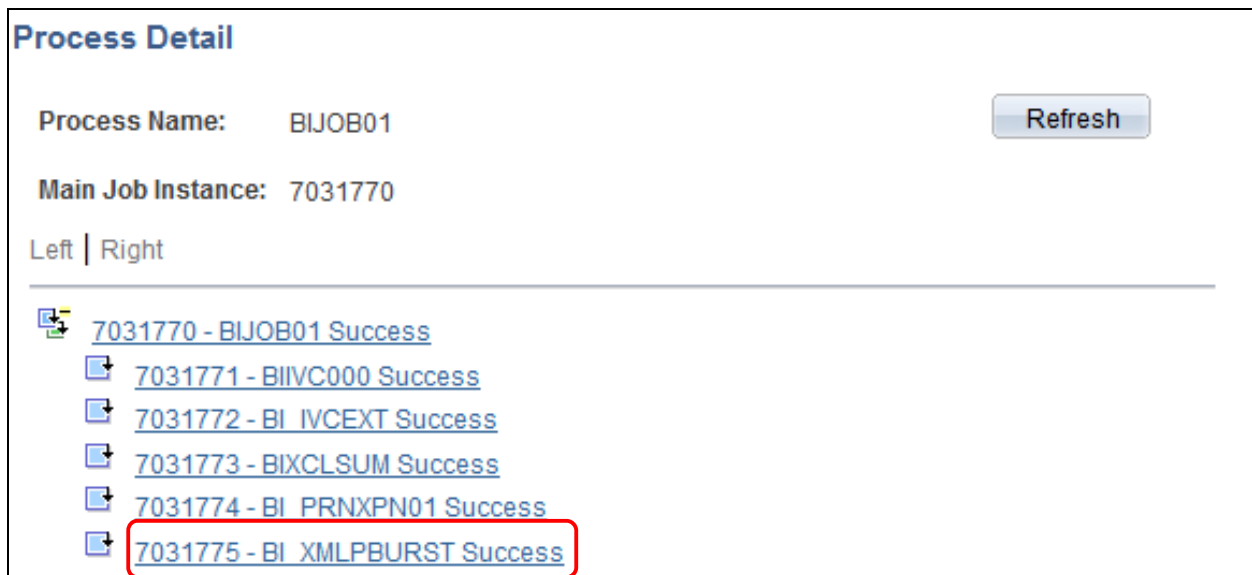 Process Detail
Process Name: BIJOB01 Refresh
Main Job Instance: 7031770
Left | Right
7031770 - BIJOB01 Success
7031771 - BIIVC000 Success
7031772 - BI_IVCEXT Success
7031773 - BIXCLSUM Success
7031774 - BI_PRNXPN01 Success
7031775 - BI_XMLPBURST Success